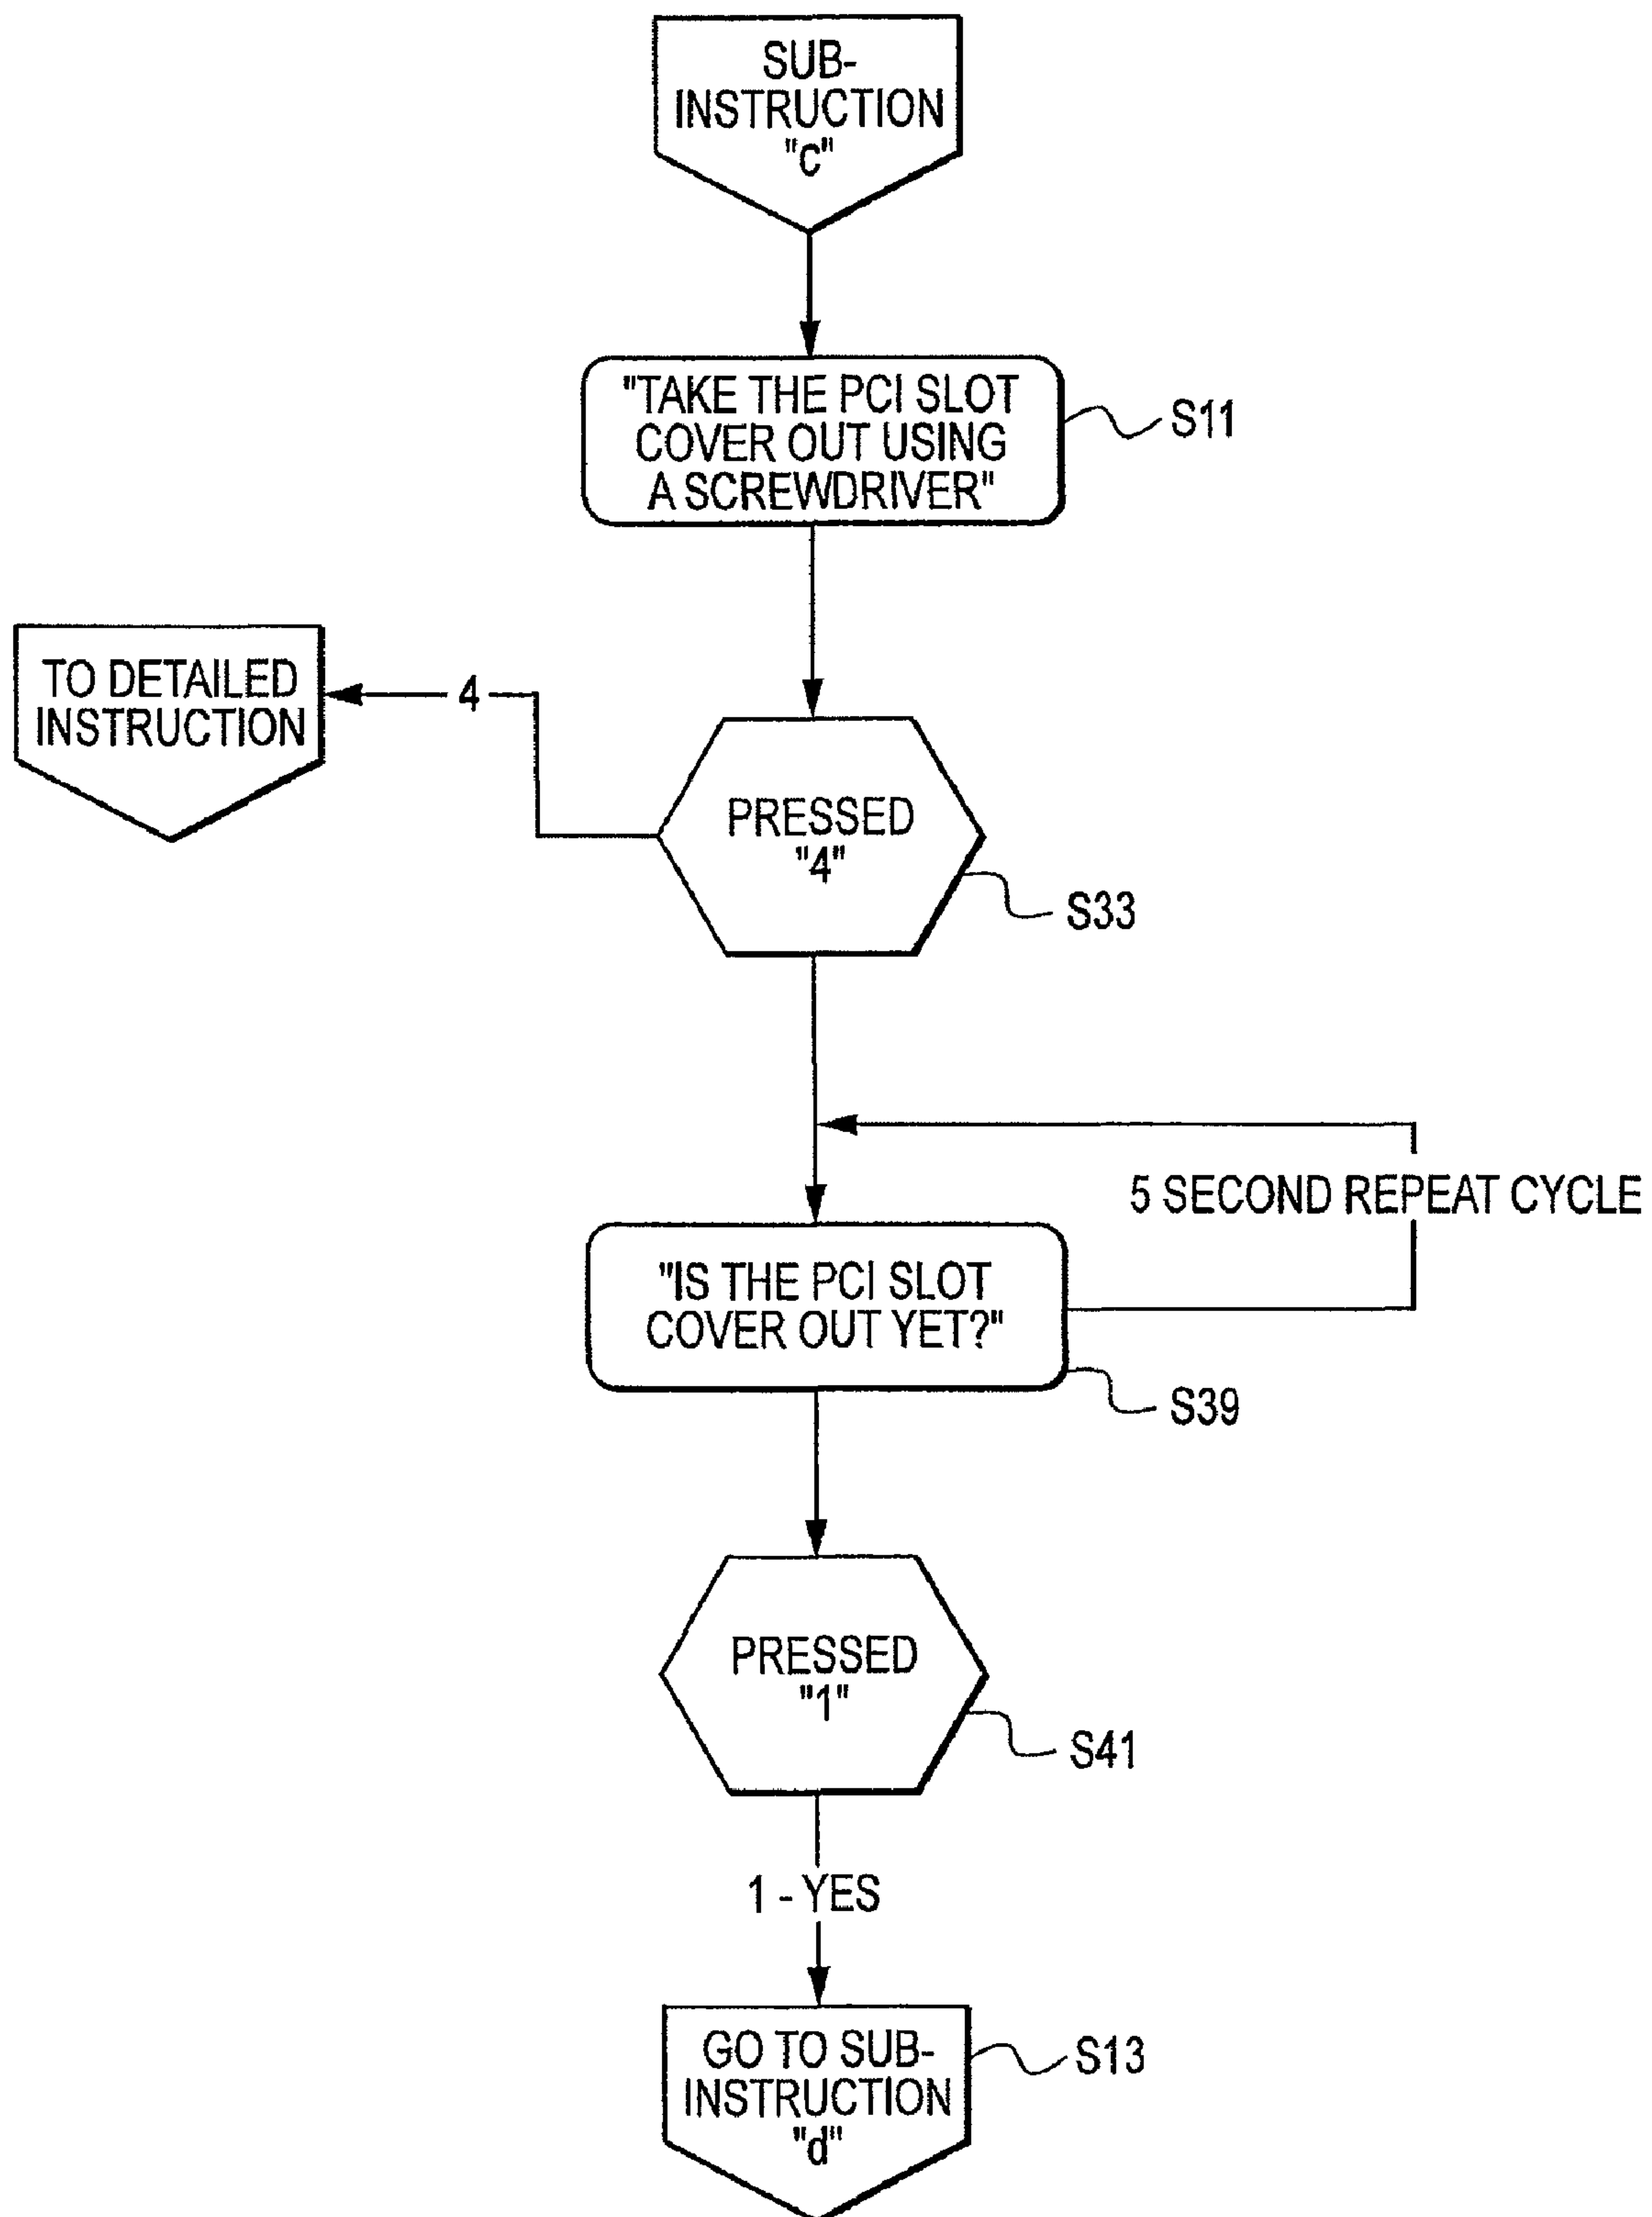 SUB-
INSTRUCTION
"c"
"TAKE THE PCI SLOT
COVER OUT USING
A SCREWDRIVER"
S11
TO DETAILED
INSTRUCTION
4
PRESSED
"4"
S33
5 SECOND REPEAT CYCLE
"IS THE PCI SLOT
COVER OUT YET?"
S39
PRESSED
"1"
S41
1 - YES
GO TO SUB-
INSTRUCTION
"d"
S13